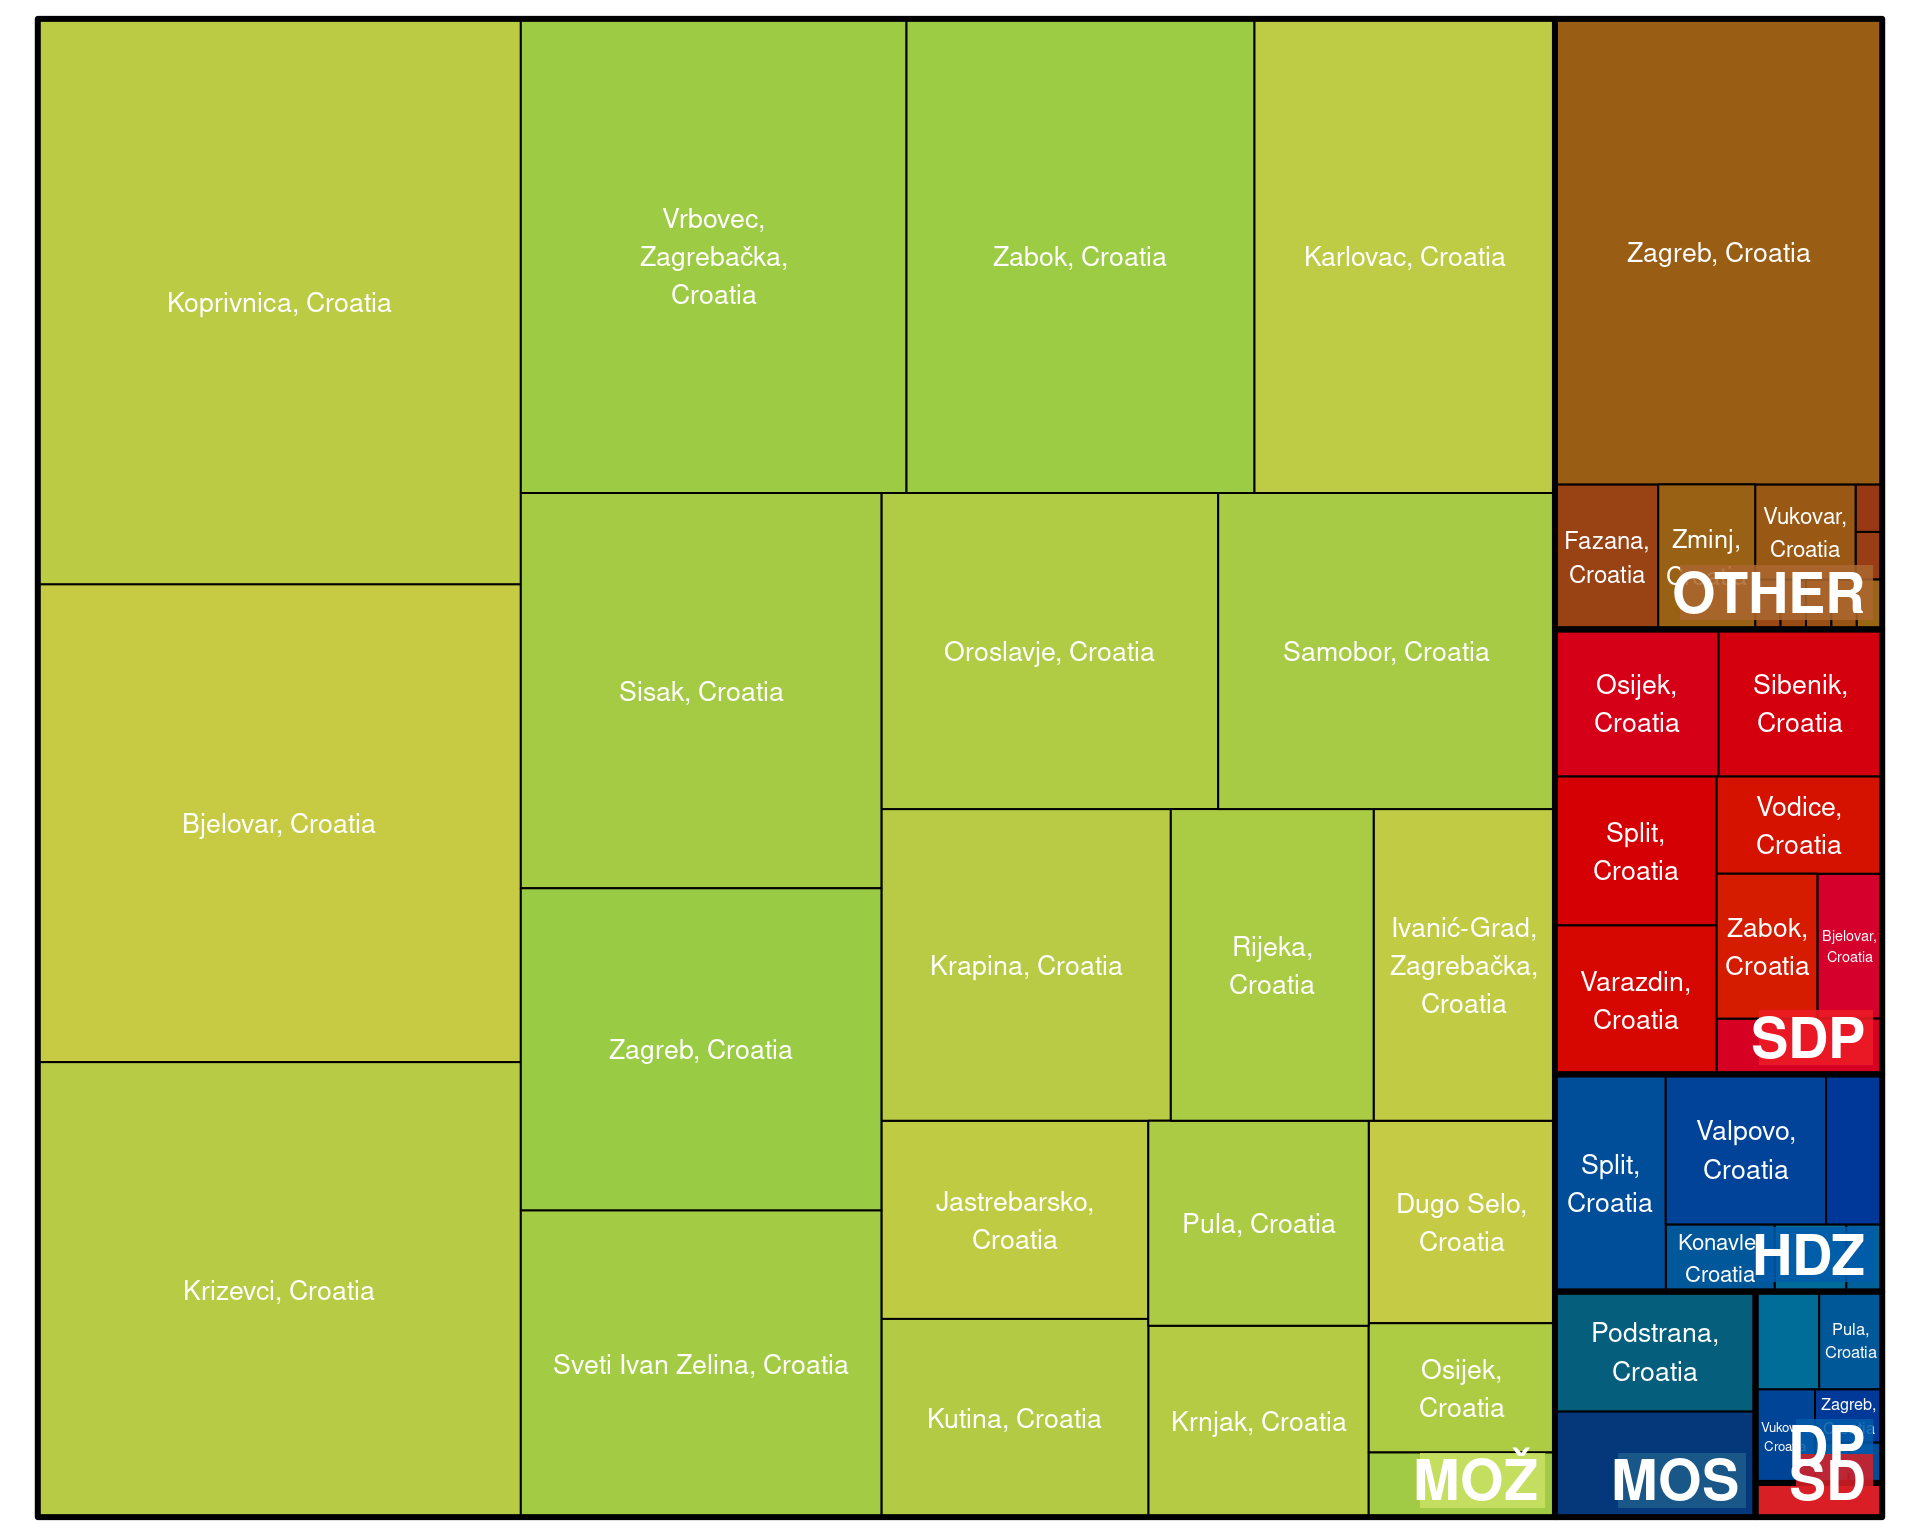 Koprivnica, Croatia
Bjelovar, Croatia
Krizevci, Croatia
Vrbovec,
Zagrebačka,
Croatia
Zabok, Croatia
Karlovac, Croatia
Sisak, Croatia
Zagreb, Croatia
Sveti Ivan Zelina, Croatia
Oroslavje, Croatia
Samobor, Croatia
Krapina, Croatia
Rijeka,
Croatia
Ivanić-Grad,
Zagrebačka,
Croatia
Jastrebarsko,
Croatia
Kutina, Croatia
Pula, Croatia
Krnjak, Croatia
Dugo Selo,
Croatia
Osijek,
Croatia
MOŽ
Zagreb, Croatia
Fazana,
Croatia
Zminj,
Croatia
Vukovar,
Croatia
OTHER
Osijek,
Croatia
Sibenik,
Croatia
Split,
Croatia
Vodice,
Croatia
Varazdin,
Croatia
Zabok,
Croatia
Bjelovar,
Croatia
SDP
Split,
Croatia
Valpovo,
Croatia
Konavle
Croatia
HDZ
Podstrana,
Croatia
MOS
Pula,
Croatia
Zagreb,
Croatia
DP
SD